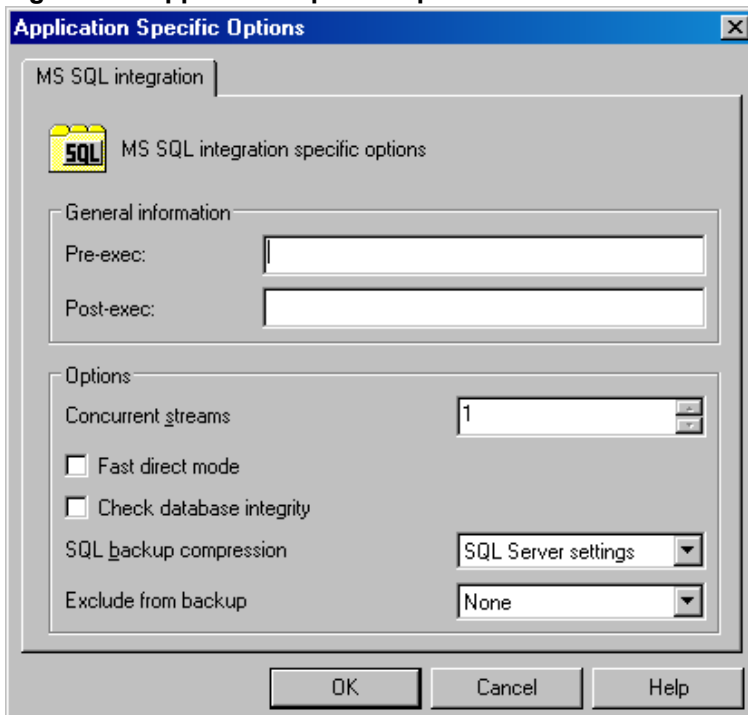 Application Specific Options
MS SQL integration
SQL MS SQL integration specific options
General information
Pre-exec:
Post-exec:
Options
Concurrent streams 1
Fast direct mode
Check database integrity
SQL backup compression SQL Server settings
Exclude from backup None
OK Cancel Help